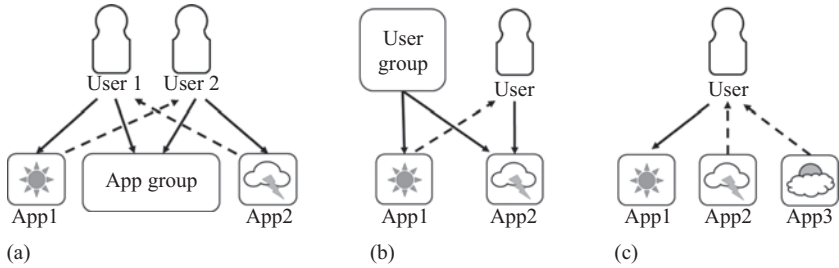 User 1 User 2
App group
App1 App2
(a)
User
group
User
App1 App2
(b)
User
App1 App2 App3
(c)